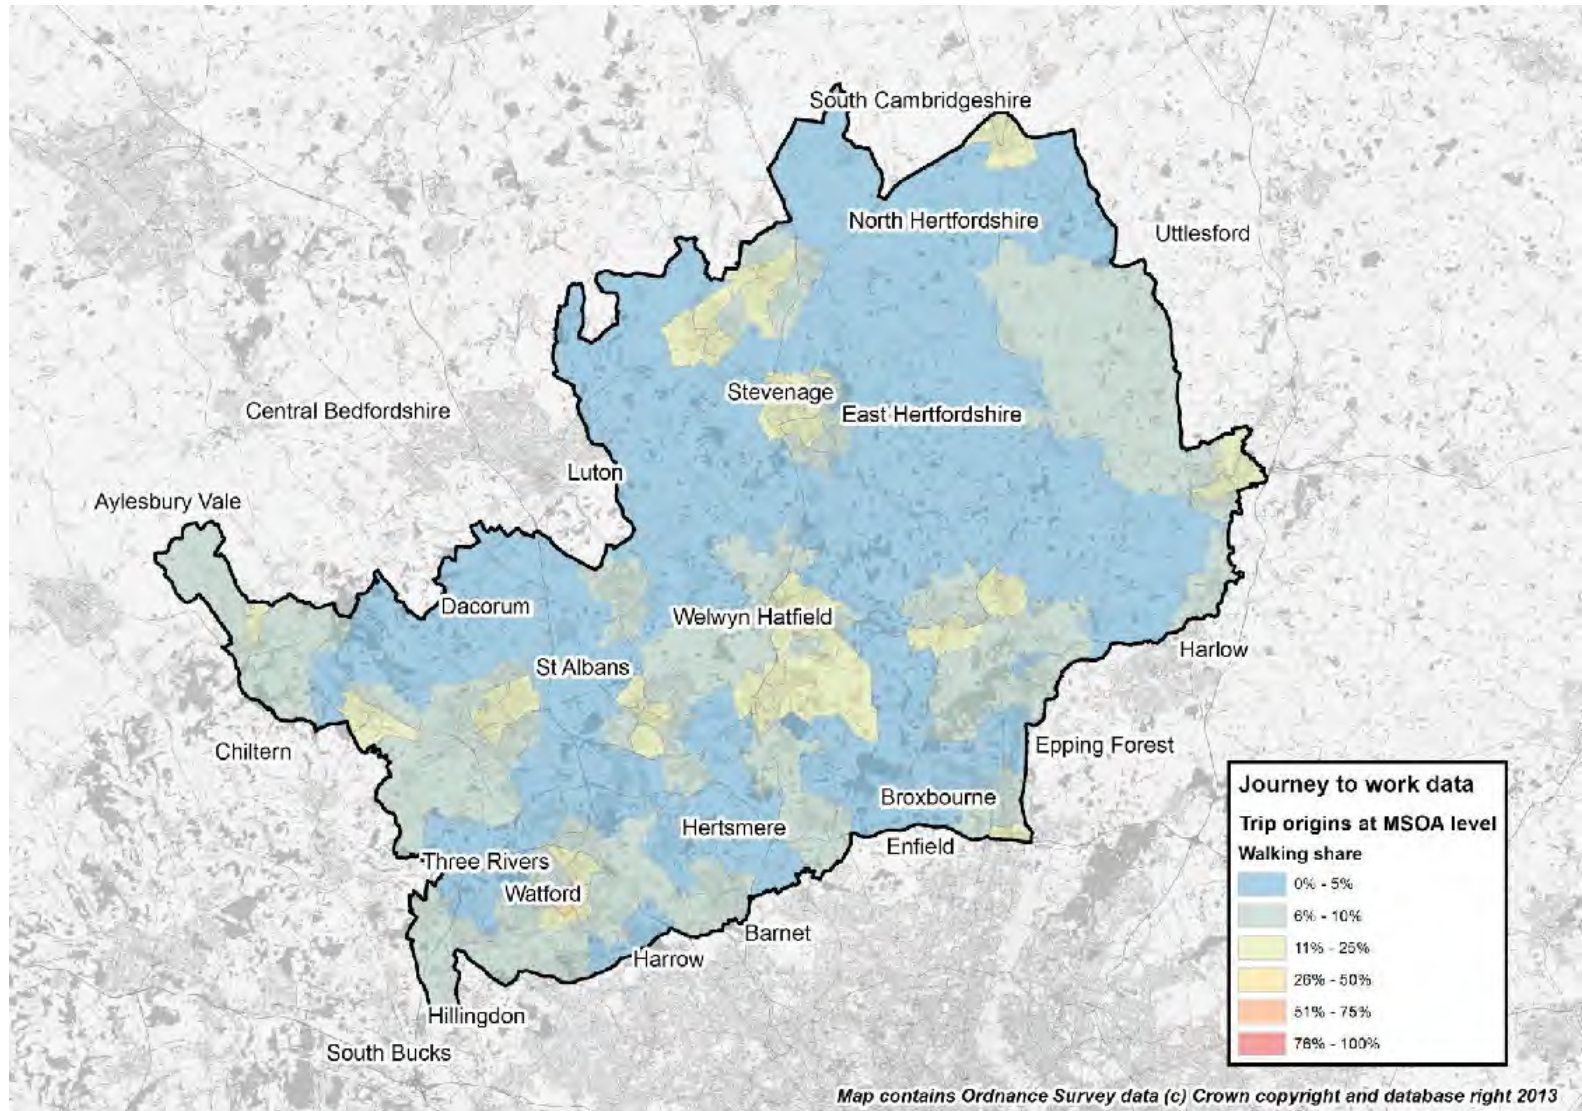 South Cambridgeshire
North Hertfordshire
Uttlesford
Stevenage
Central Bedfordshire
East Hertfordshire
Luton
Aylesbury Vale
Dacorum
Welwyn Hatfield
Harlow
St Albans
Chiltern
Epping Forest
Broxbourne
Hertsmere
Enfield
Three Rivers
Watford
Barnet
Harrow
Hillingdon
South Bucks
Journey to work data
Trip origins at MSOA level
Walking share
0% - 5%
6% - 10%
11% - 25%
26% - 50%
51% - 75%
76% - 100%
Map contains Ordnance Survey data (c) Crown copyright and database right 2013